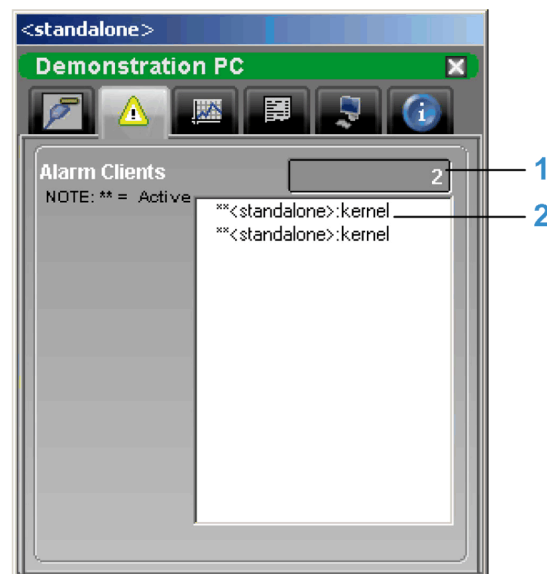 <standalone>
Demonstration PC
Alarm Clients
2
1
NOTE: ** = Active
**<standalone>:kernel
2
**<standalone>:kernel